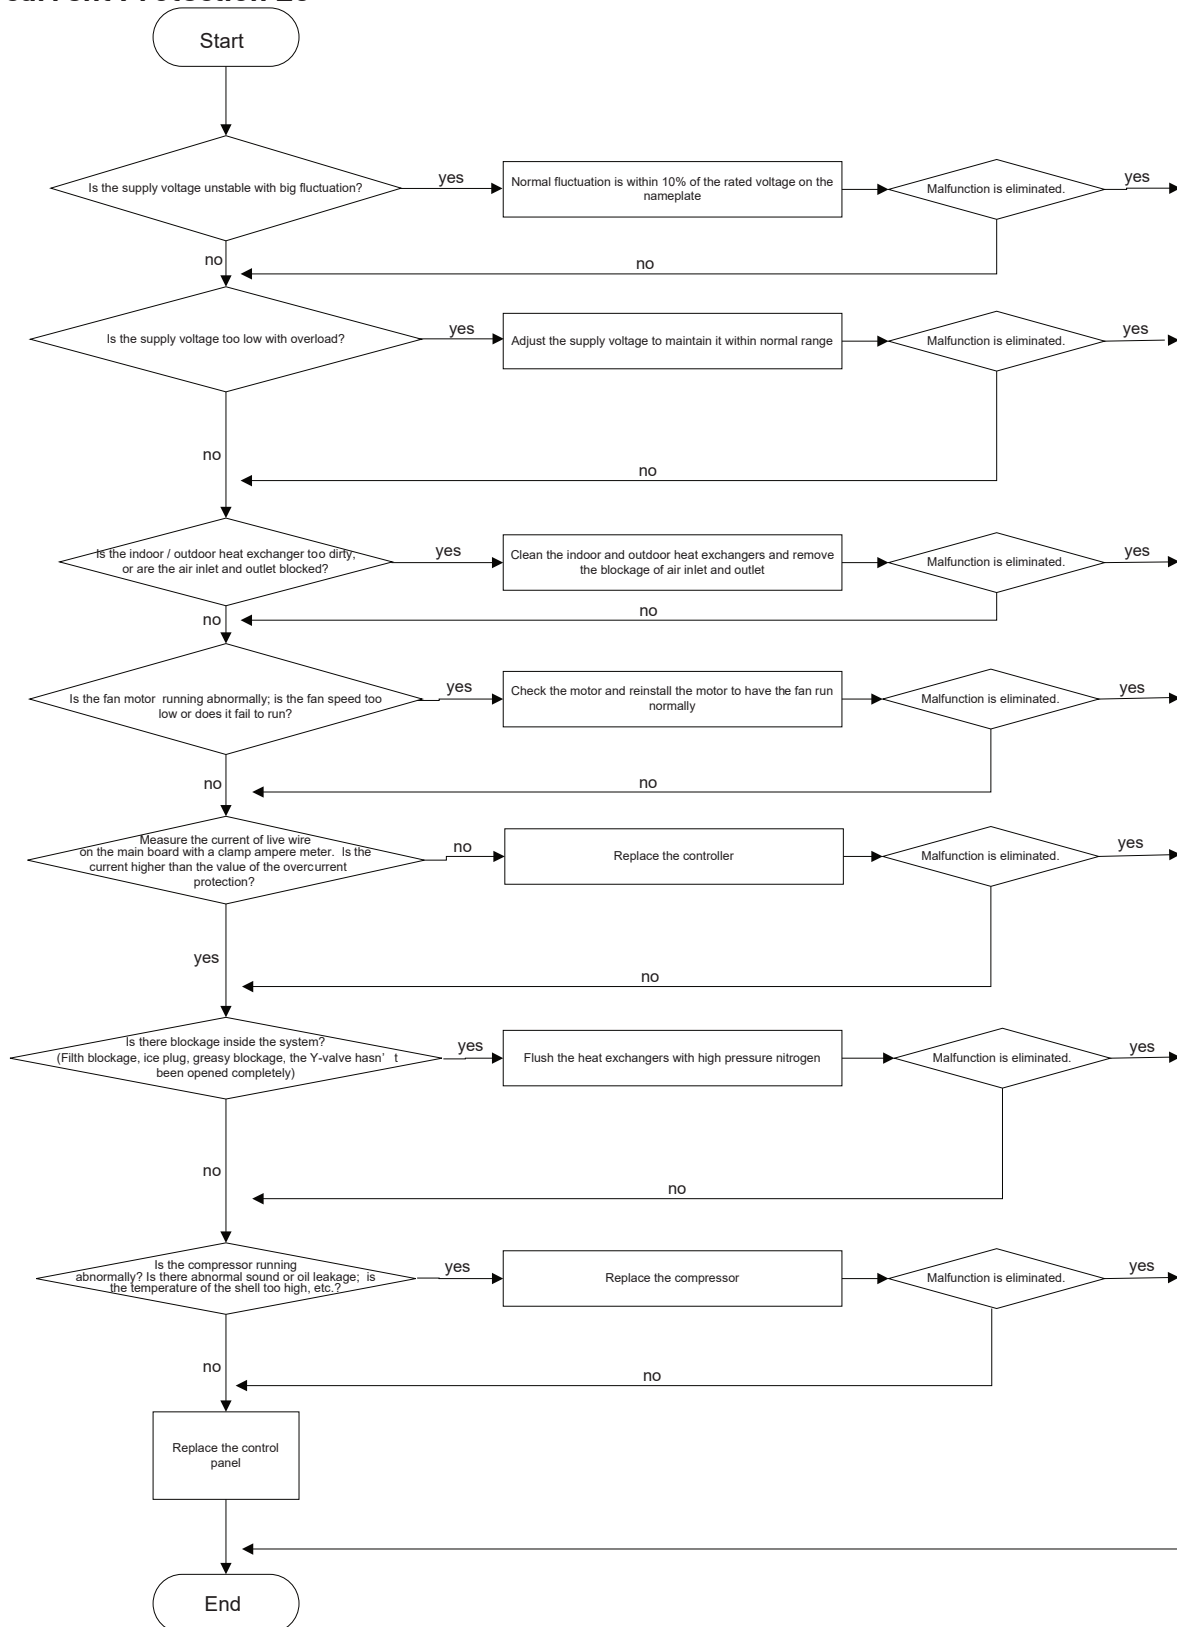 Start
Is the supply voltage unstable with big fluctuation?
yes
Normal fluctuation is within 10% of the rated voltage on the
nameplate
Malfunction is eliminated.
yes
no
no
Is the supply voltage too low with overload?
yes
Adjust the supply voltage to maintain it within normal range
Malfunction is eliminated.
yes
no
no
Is the indoor / outdoor heat exchanger too dirty,
or are the air inlet and outlet blocked?
yes
Clean the indoor and outdoor heat exchangers and remove
the blockage of air inlet and outlet
Malfunction is eliminated.
yes
no
no
Is the fan motor running abnormally; is the fan speed too
low or does it fail to run?
yes
Check the motor and reinstall the motor to have the fan run
normally
Malfunction is eliminated.
yes
no
no
Measure the current of live wire
on the main board with a clamp ampere meter. Is the
current higher than the value of the overcurrent
protection?
no
Replace the controller
Malfunction is eliminated.
yes
yes
no
Is there blockage inside the system?
(Filth blockage, ice plug, greasy blockage, the Y-valve hasn' t
been opened completely)
yes
Flush the heat exchangers with high pressure nitrogen
Malfunction is eliminated.
yes
no
no
Is the compressor running
abnormally? Is there abnormal sound or oil leakage; is
the temperature of the shell too high, etc.?
yes
Replace the compressor
Malfunction is eliminated.
yes
no
no
Replace the control
panel
End